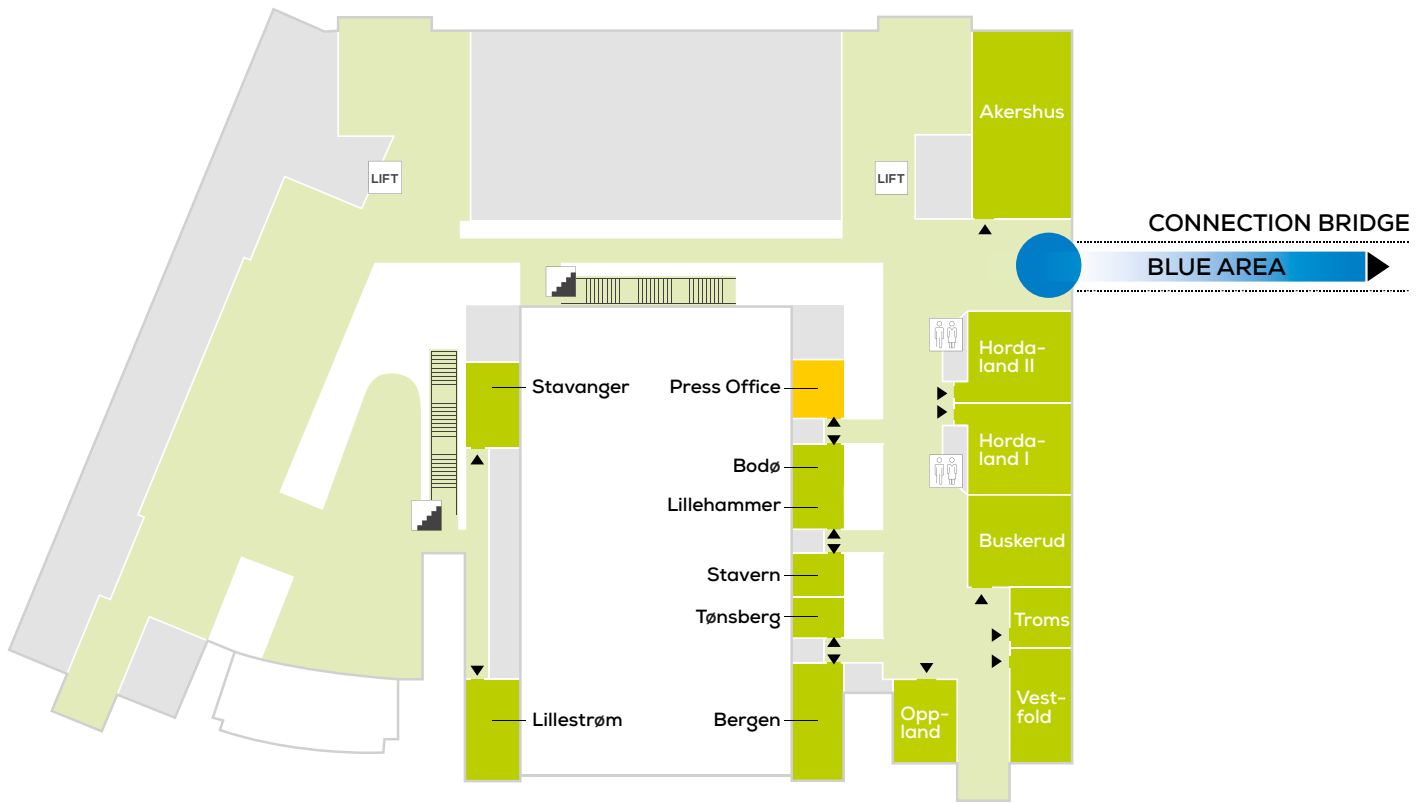 Akershus
LIFT
LIFT
CONNECTION BRIDGE
BLUE AREA
Horda-
land II
Stavanger
Press Office
Horda-
land I
Bodø
Lillehammer
Buskerud
Stavern
Tønsberg
Troms
Vest-
fold
Lillestrøm
Bergen
Opp-
land